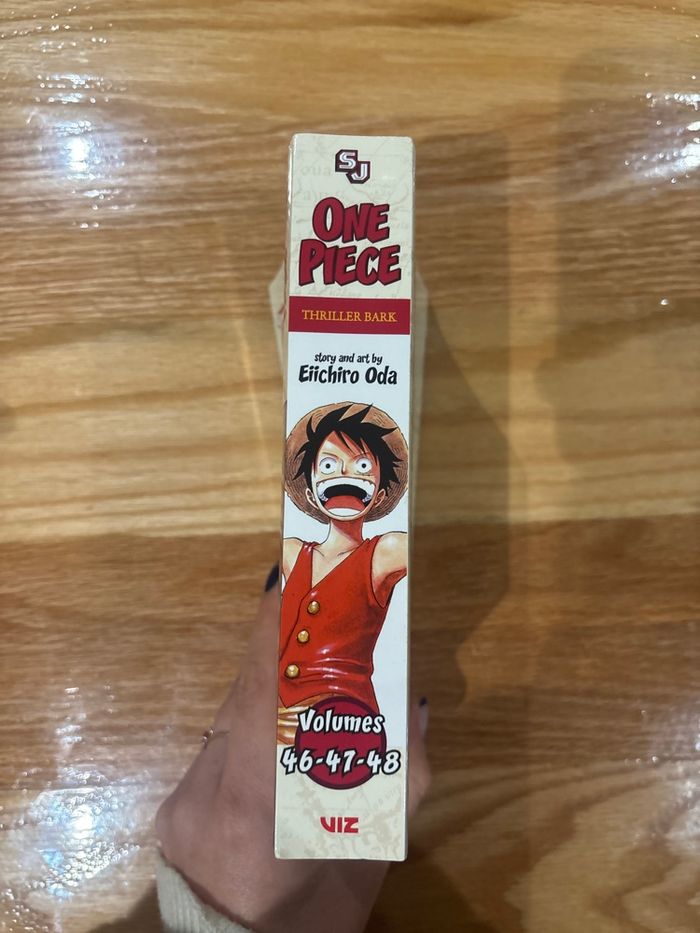 SJ
ONE
PIECE
THRILLER BARK
story and art by
Eiichiro Oda
Volumes
46-47-48
VIZ